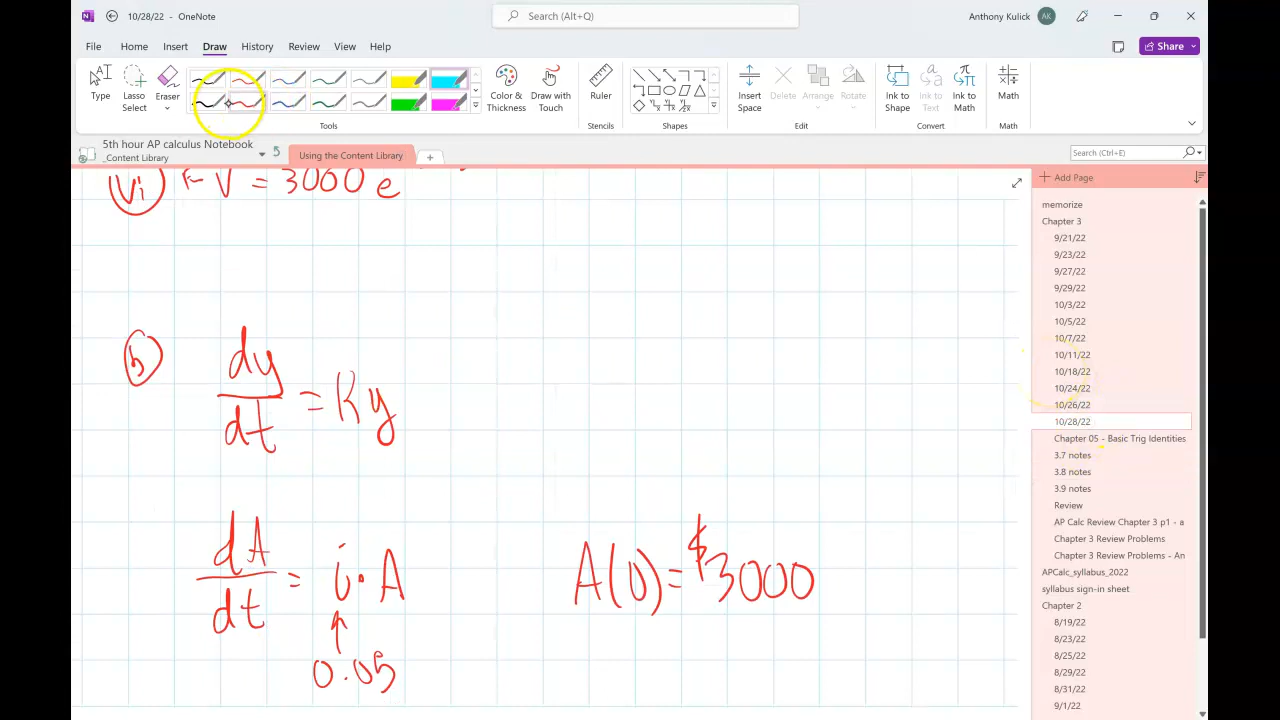 10/28/22 - OneNote
Search (Alt+Q)
Anthony Kulick
AK
File Home Insert Draw History Review View Help
Share
Type
Lasso Select
Eraser
Color & Thickness
Draw with Touch
Ruler
Insert Space
Delete
Arrange
Rotate
Ink to Shape
Ink to Text
Ink to Math
Math
Tools
Stencils
Shapes
Edit
Convert
Math
5th hour AP calculus Notebook
_Content Library
Using the Content Library
Search (Ctrl+E)
Add Page
memorize
Chapter 3
9/21/22
9/23/22
9/27/22
9/29/22
10/3/22
10/5/22
10/7/22
10/11/22
10/18/22
10/24/22
10/26/22
10/28/22
Chapter 05 - Basic Trig Identities
3.7 notes
3.8 notes
3.9 notes
Review
AP Calc Review Chapter 3 p1 - a
Chapter 3 Review Problems
Chapter 3 Review Problems - An
APCalc_syllabus_2022
syllabus sign-in sheet
Chapter 2
8/19/22
8/23/22
8/25/22
8/29/22
8/31/22
9/1/22
(vi) FV = 3000 e
(b) dy/dt = Ky
dA/dt = i · A
A(0) = $3000
0.05